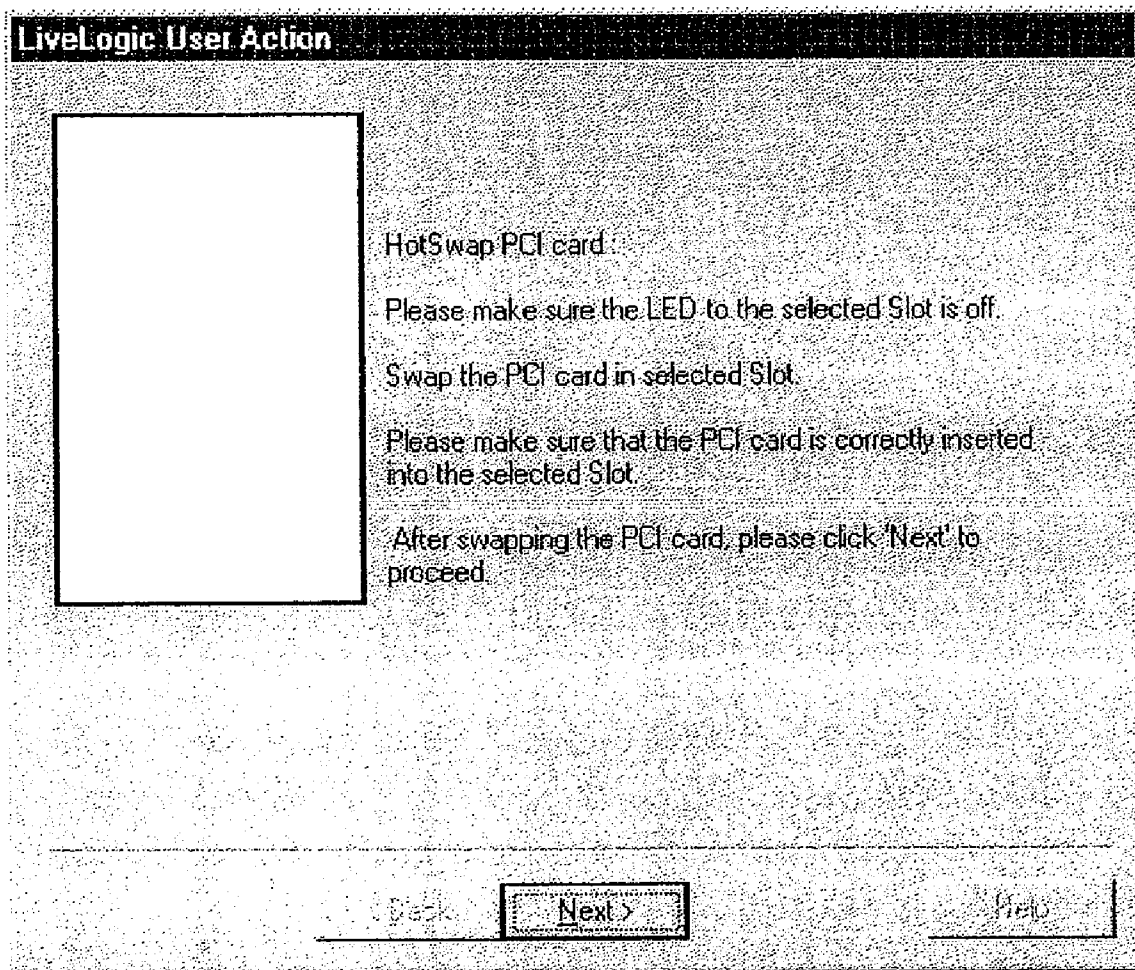 LiveLogic User Action
HotSwap PCI card :
Please make sure the LED to the selected Slot is off.
Swap the PCI card in selected Slot.
Please make sure that the PCI card is correctly inserted
into the selected Slot.
After swapping the PCI card, please click 'Next' to
proceed.
< Back
Next >
Help